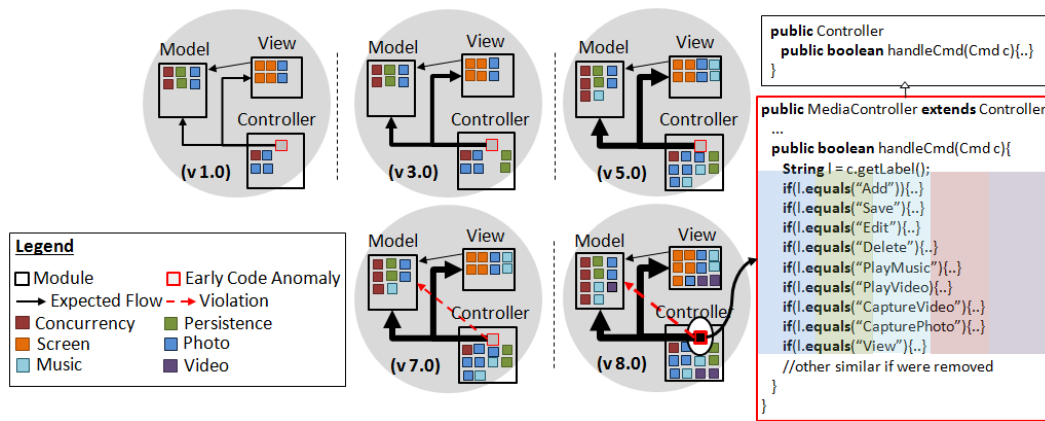 Model
View
Controller
(v 1.0)
Model
View
Controller
(v 3.0)
Model
View
Controller
(v 5.0)
Model
View
Controller
(v 7.0)
Model
View
Controller
(v 8.0)
Legend
Module
Early Code Anomaly
Expected Flow
Violation
Concurrency
Persistence
Screen
Photo
Music
Video
public Controller
public boolean handleCmd(Cmd c){..}
}
public MediaController extends Controller
...
public boolean handleCmd(Cmd c){
String l = c.getLabel();
if(l.equals(“Add”)){..}
if(l.equals(“Save”){..}
if(l.equals(“Edit”){..}
if(l.equals(“Delete”){..}
if(l.equals(“PlayMusic”){..}
if(l.equals(“PlayVideo){..}
if(l.equals(“CaptureVideo”){..}
if(l.equals(“CapturePhoto”){..}
if(l.equals(“View”){..}
//other similar if were removed
}
}